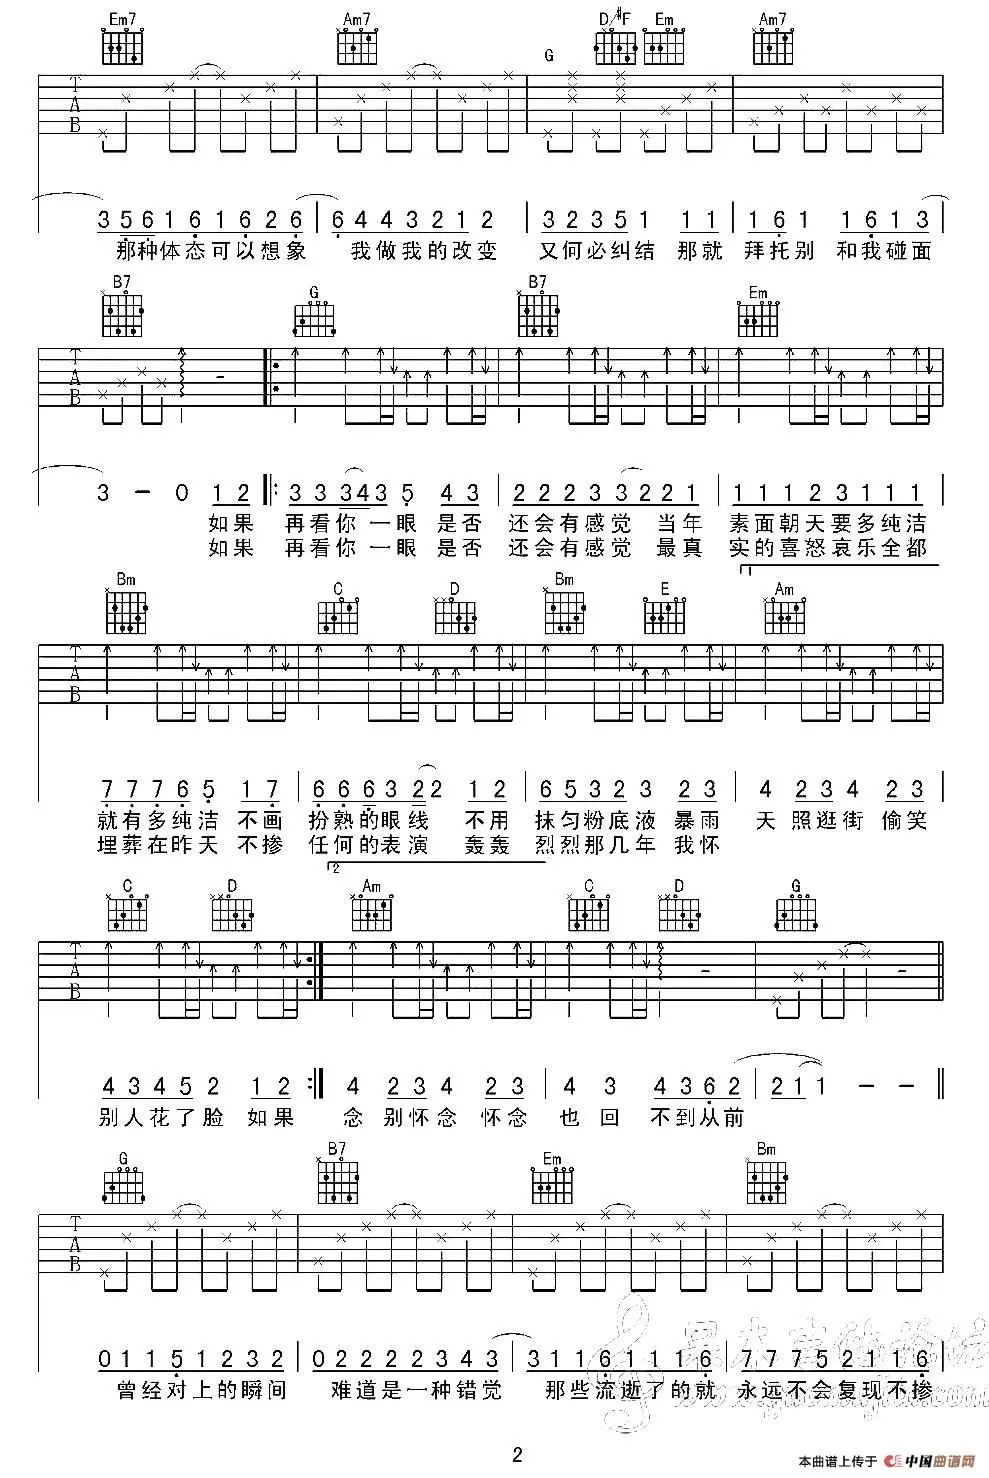 Em7 Am7 G D/#F Em Am7
T A B
3 5 6 1 6 1 6 2 6 6 4 4 3 2 1 2 3 2 3 5 1 1 1 1 6 1 1 6 1 3
那种体态可以想象 我做我的改变 又何必纠结 那就 拜托别 和我碰面
B7 G B7 Em
T A B
3 - 0 1 2 3 3 3 4 3 5 4 3 2 2 2 3 3 2 2 1 1 1 1 2 3 1 1 1
如果 再看你一眼 是否 还会有感觉 当年 素面朝天要多纯洁
如果 再看你一眼 是否 还会有感觉 最真 实的喜怒哀乐全都
Bm C D Bm E 1 Am
T A B
7 7 7 6 5 1 7 6 6 6 3 2 2 1 2 6 5 3 2 3 2 3 4 2 3 4 2 3
就有多纯洁 不画 扮熟的眼线 不用 抹匀粉底液 暴雨 天 照逛街 偷笑
埋葬在昨天 不掺 任何的表演 轰轰 烈烈那几年 我怀
C D 2 Am C D G
T A B
4 3 4 5 2 1 2 4 2 3 4 2 3 4 3 4 3 6 2 2 1 1 - -
别人花了脸 如果 念 别怀念 怀念 也 回 不到从前
G B7 Em Bm
T A B
0 1 1 5 1 2 3 2 0 2 2 2 2 3 4 3 3 1 1 6 1 1 1 6 7 7 7 5 2 1 1 6
曾经对上的瞬间 难道是一种错觉 那些流逝了的就 永远不会复现不掺
2
本曲谱上传于 中国曲谱网